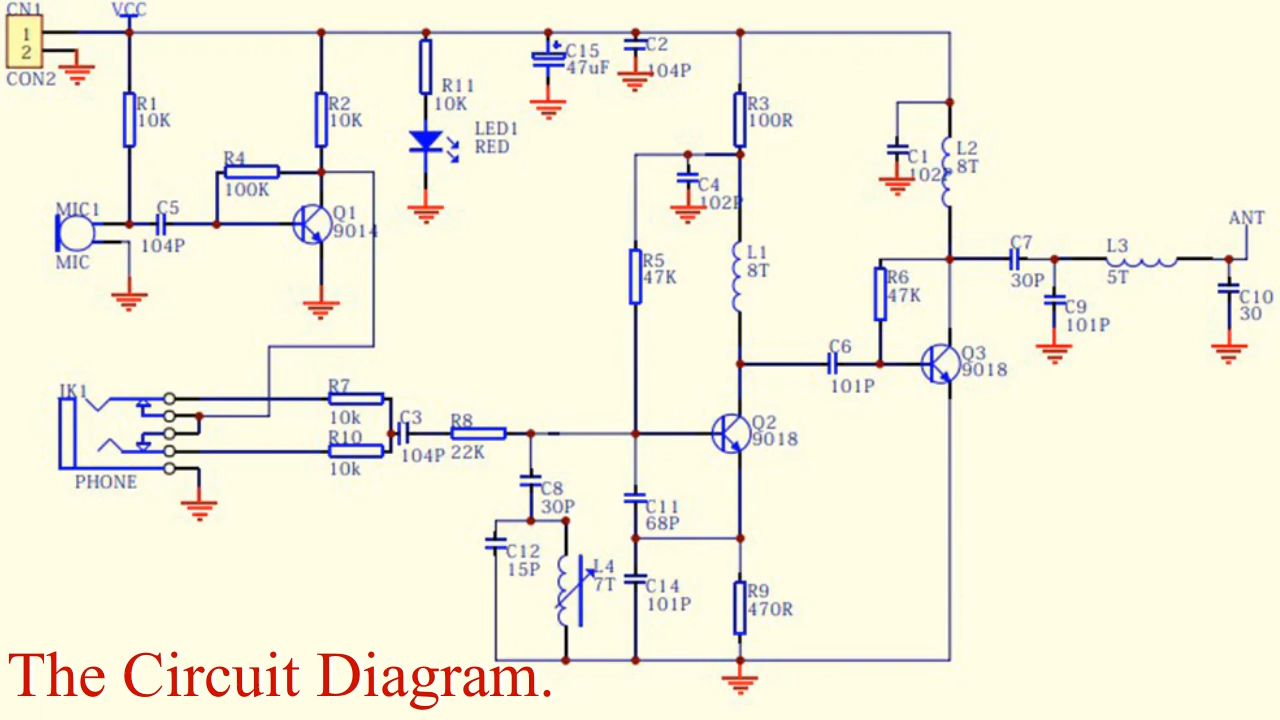 CN1
1
2
CON2
VCC
R1
10K
R2
10K
R4
100K
MIC1
MIC
C5
104P
Q1
9014
R11
10K
LED1
RED
C15
47uF
C2
104P
R3
100R
C4
102P
R5
47K
L1
8T
C1
102P
L2
8T
R6
47K
C7
30P
L3
5T
ANT
C9
101P
C10
30
C6
101P
Q3
9018
JK1
PHONE
R7
10k
R10
10k
C3
104P
R8
22K
Q2
9018
C8
30P
C11
68P
C12
15P
L4
7T
C14
101P
R9
470R
The Circuit Diagram.